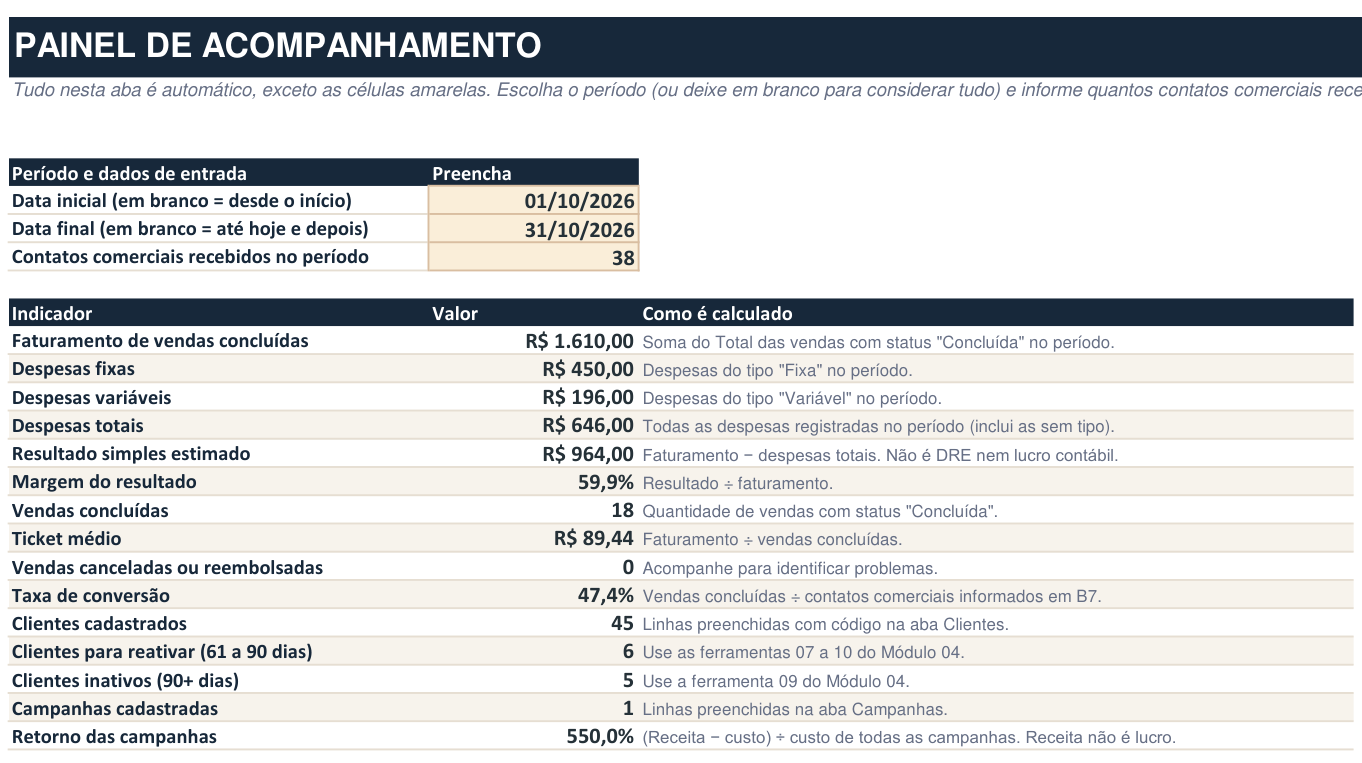 PAINEL DE ACOMPANHAMENTO
Tudo nesta aba é automático, exceto as células amarelas. Escolha o período (ou deixe em branco para considerar tudo) e informe quantos contatos comerciais rece
Período e dados de entrada Preencha
Data inicial (em branco = desde o início) 01/10/2026
Data final (em branco = até hoje e depois) 31/10/2026
Contatos comerciais recebidos no período 38
Indicador Valor Como é calculado
Faturamento de vendas concluídas R$ 1.610,00 Soma do Total das vendas com status "Concluída" no período.
Despesas fixas R$ 450,00 Despesas do tipo "Fixa" no período.
Despesas variáveis R$ 196,00 Despesas do tipo "Variável" no período.
Despesas totais R$ 646,00 Todas as despesas registradas no período (inclui as sem tipo).
Resultado simples estimado R$ 964,00 Faturamento − despesas totais. Não é DRE nem lucro contábil.
Margem do resultado 59,9% Resultado ÷ faturamento.
Vendas concluídas 18 Quantidade de vendas com status "Concluída".
Ticket médio R$ 89,44 Faturamento ÷ vendas concluídas.
Vendas canceladas ou reembolsadas 0 Acompanhe para identificar problemas.
Taxa de conversão 47,4% Vendas concluídas ÷ contatos comerciais informados em B7.
Clientes cadastrados 45 Linhas preenchidas com código na aba Clientes.
Clientes para reativar (61 a 90 dias) 6 Use as ferramentas 07 a 10 do Módulo 04.
Clientes inativos (90+ dias) 5 Use a ferramenta 09 do Módulo 04.
Campanhas cadastradas 1 Linhas preenchidas na aba Campanhas.
Retorno das campanhas 550,0% (Receita − custo) ÷ custo de todas as campanhas. Receita não é lucro.